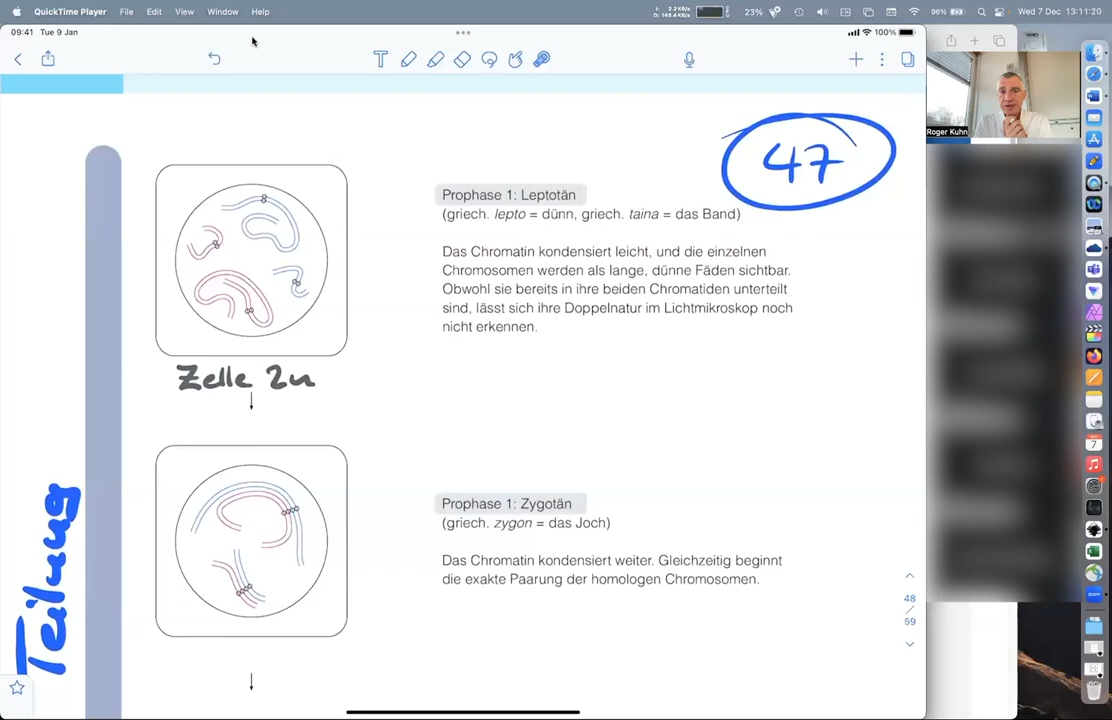 QuickTime Player File Edit View Window Help
23%
96%
Wed 7 Dec 13:11:20
09:41 Tue 9 Jan
100%
47
Prophase 1: Leptotän
(griech. lepto = dünn, griech. taina = das Band)
Das Chromatin kondensiert leicht, und die einzelnen
Chromosomen werden als lange, dünne Fäden sichtbar.
Obwohl sie bereits in ihre beiden Chromatiden unterteilt
sind, lässt sich ihre Doppelnatur im Lichtmikroskop noch
nicht erkennen.
Zelle 2n
Prophase 1: Zygotän
(griech. zygon = das Joch)
Das Chromatin kondensiert weiter. Gleichzeitig beginnt
die exakte Paarung der homologen Chromosomen.
Teilung
48
/
59
Roger Kuhn